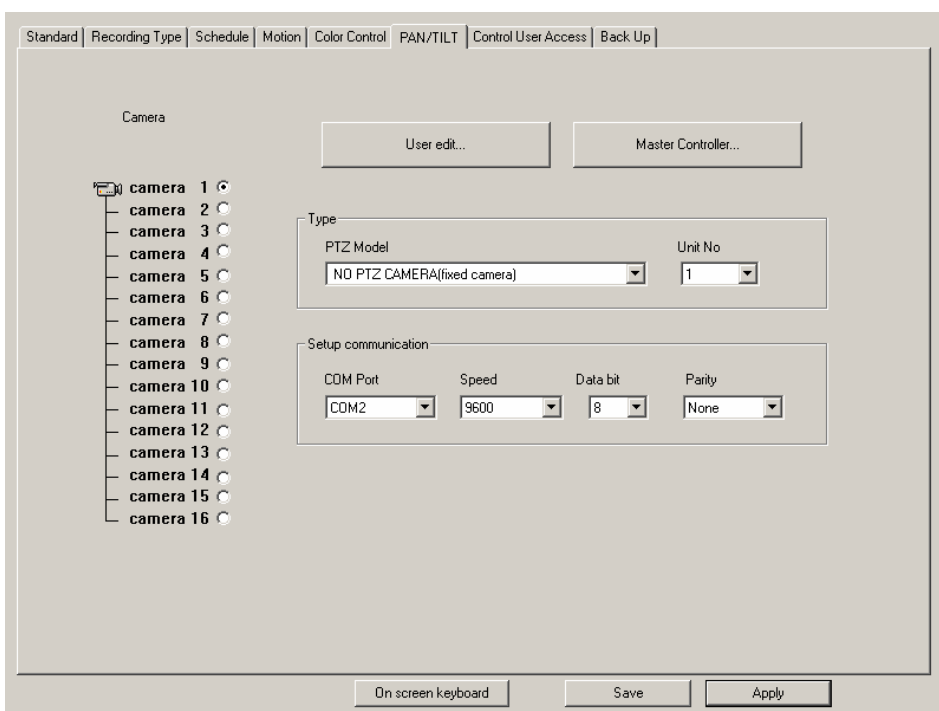 Standard Recording Type Schedule Motion Color Control PAN/TILT Control User Access Back Up
Camera
User edit... Master Controller...
camera 1
camera 2
camera 3
camera 4
camera 5
camera 6
camera 7
camera 8
camera 9
camera 10
camera 11
camera 12
camera 13
camera 14
camera 15
camera 16
Type
PTZ Model Unit No
NO PTZ CAMERA(fixed camera) 1
Setup communication
COM Port Speed Data bit Parity
COM2 9600 8 None
On screen keyboard Save Apply